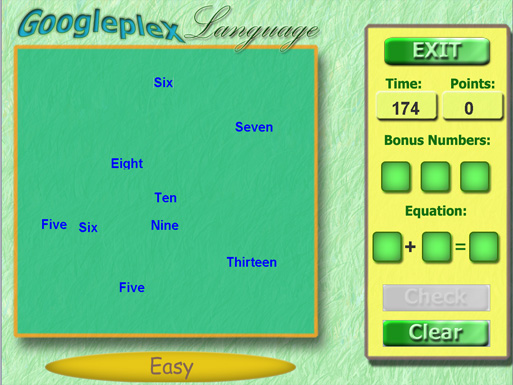 Googleplex Language
Six
Seven
Eight
Ten
Five
Six
Nine
Thirteen
Five
Easy
EXIT
Time: Points:
174 0
Bonus Numbers:
Equation:
+ =
Check
Clear